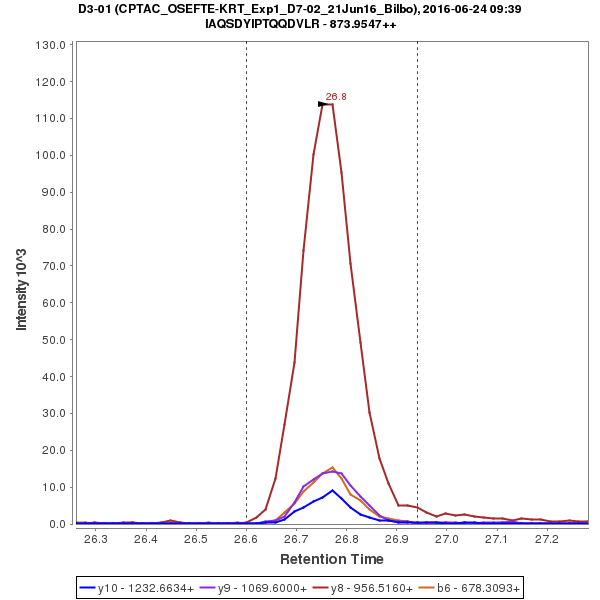 D3-01 (CPTAC_OSEFTE-KRT_Exp1_D7-02_21Jun16_Bilbo), 2016-06-24 09:39
IAQSDYIPTQQDVLR - 873.9547++
130.0
120.0
110.0
100.0
90.0
80.0
70.0
60.0
50.0
40.0
30.0
20.0
10.0
0.0
Intensity 10^3
26.8
26.3 26.4 26.5 26.6 26.7 26.8 26.9 27.0 27.1 27.2
Retention Time
y10 - 1232.6634+ y9 - 1069.6000+ y8 - 956.5160+ b6 - 678.3093+